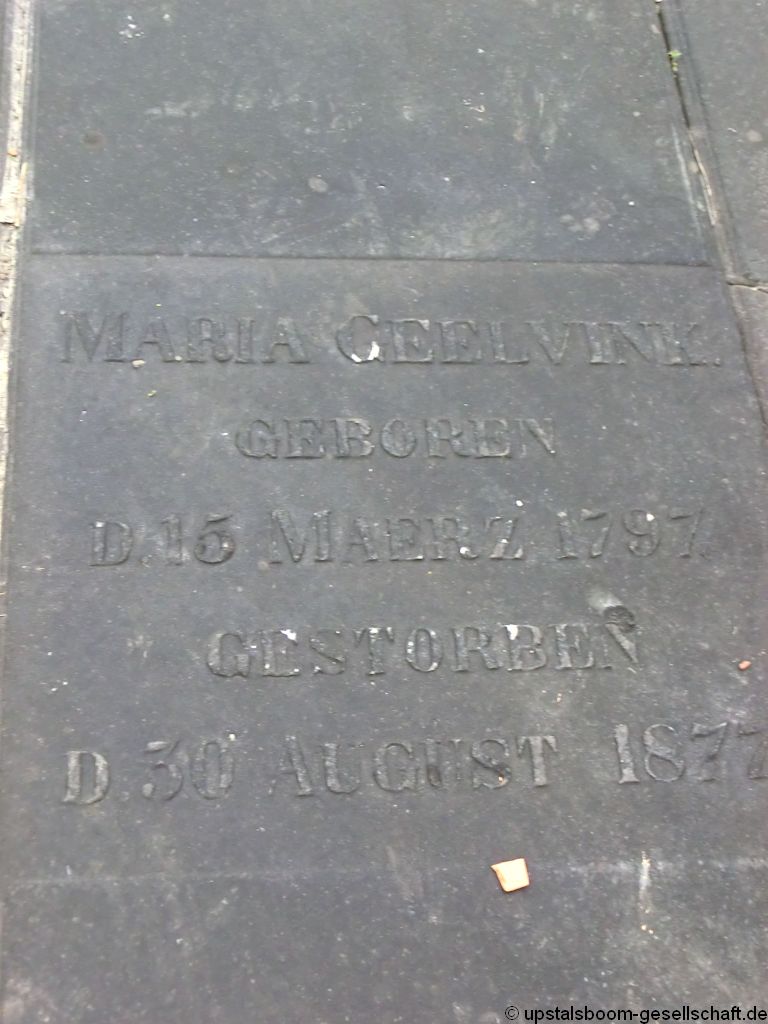 MARIA GEELVINK.
GEBOREN
D. 15 MAERZ 1797.
GESTORBEN
D. 30 AUGUST 1877
© upstalsboom-gesellschaft.de